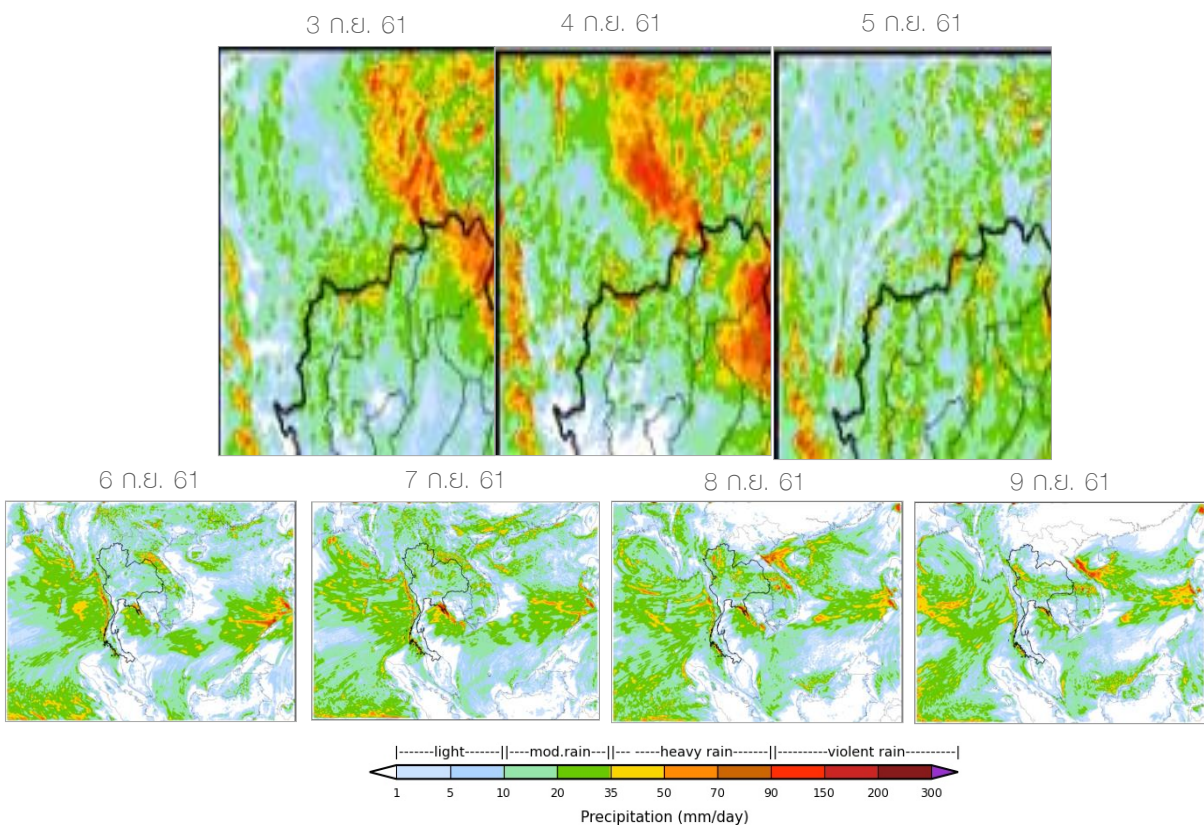 3 ก.ย. 61
4 ก.ย. 61
5 ก.ย. 61
6 ก.ย. 61
7 ก.ย. 61
8 ก.ย. 61
9 ก.ย. 61
|------light-------||----mod.rain---||--- -----heavy rain-------||---------violent rain----------|
1 5 10 20 35 50 70 90 150 200 300
Precipitation (mm/day)